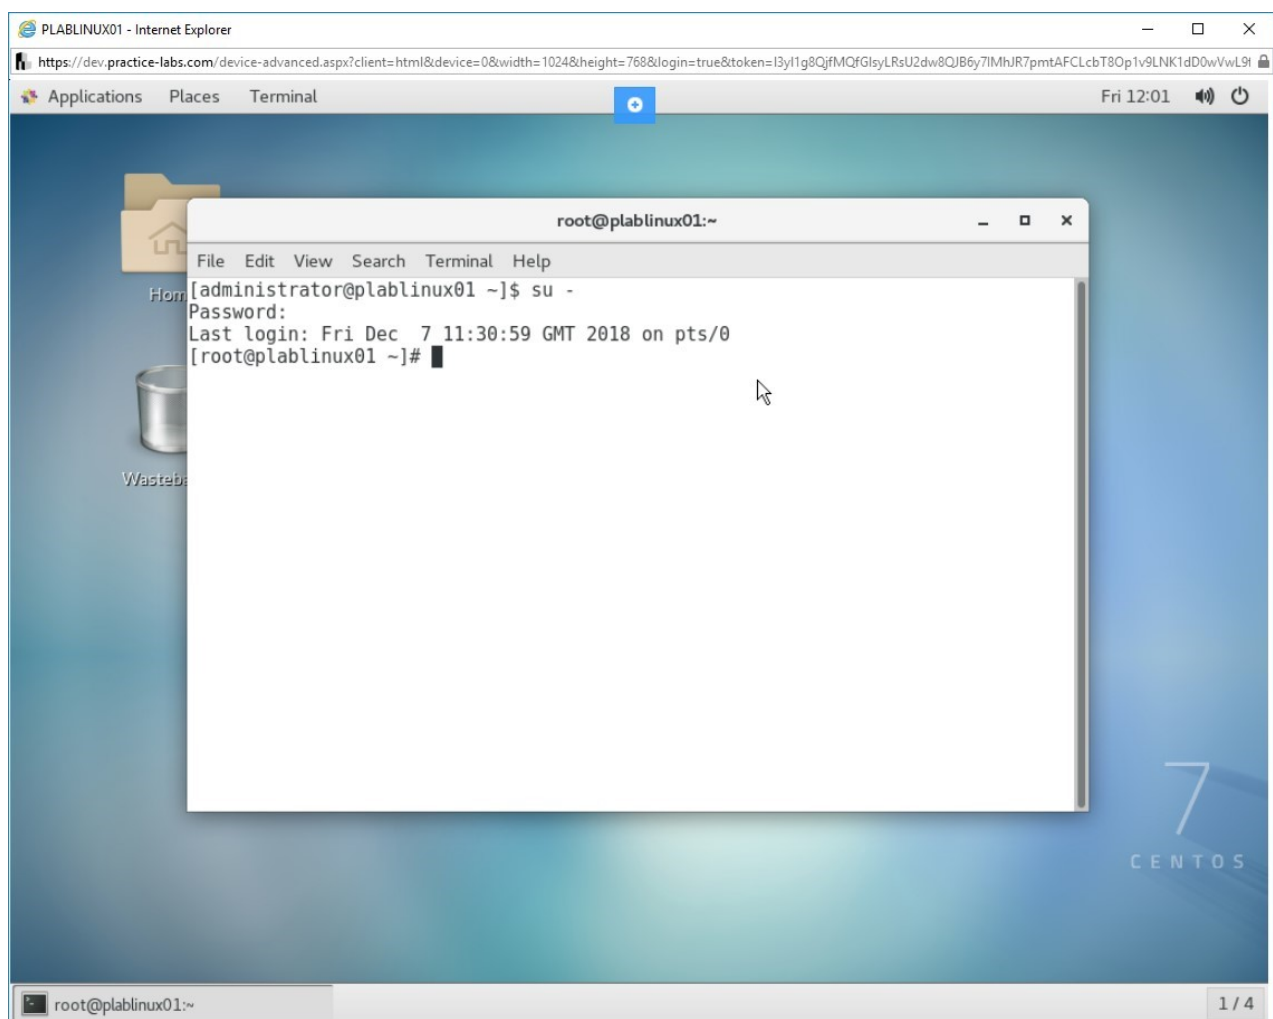 PLABLINUX01 - Internet Explorer
Applications Places Terminal
Fri 12:01
root@plablinux01:~
File Edit View Search Terminal Help
Hom
[administrator@plablinux01 ~]$ su -
Password:
Last login: Fri Dec  7 11:30:59 GMT 2018 on pts/0
[root@plablinux01 ~]#
Wasteb
7
CENTOS
root@plablinux01:~
1 / 4